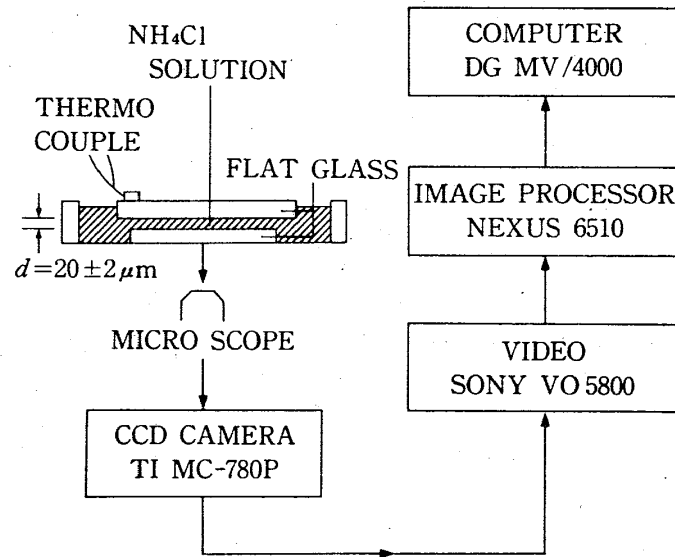 NH₄Cl
SOLUTION
THERMO
COUPLE
FLAT GLASS
d=20±2μm
MICRO SCOPE
CCD CAMERA
TI MC-780P
COMPUTER
DG MV/4000
IMAGE PROCESSOR
NEXUS 6510
VIDEO
SONY VO 5800